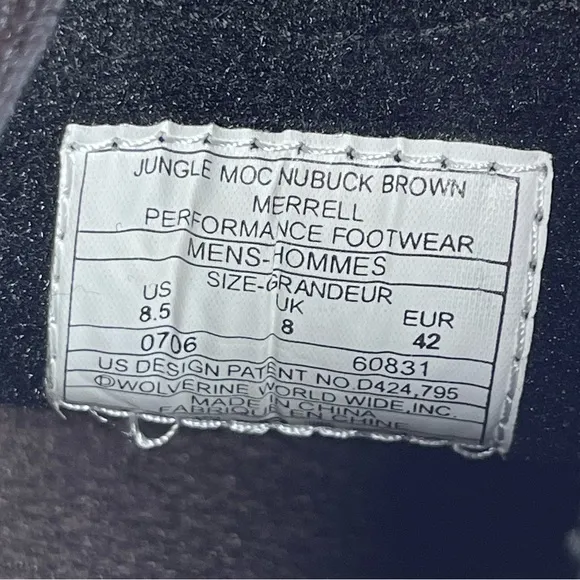 JUNGLE MOC NUBUCK BROWN
MERRELL
PERFORMANCE FOOTWEAR
MENS-HOMMES
SIZE-GRANDEUR
US UK EUR
8.5 8 42
0706 60831
US DESIGN PATENT NO.D424,795
©WOLVERINE WORLD WIDE,INC.
MADE IN CHINA
FABRIQUE EN CHINE